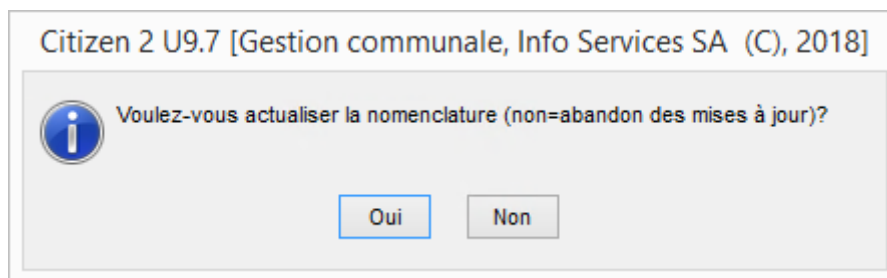 Citizen 2 U9.7 [Gestion communale, Info Services SA (C), 2018]
Voulez-vous actualiser la nomenclature (non=abandon des mises à jour)?
Oui
Non